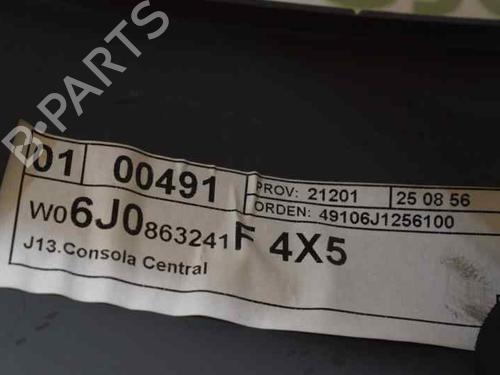 B-PARTS
01 00491 PROV: 21201 25 08 56
ORDEN: 49106J1256100
W06J0863241F 4X5
J13.Consola Central